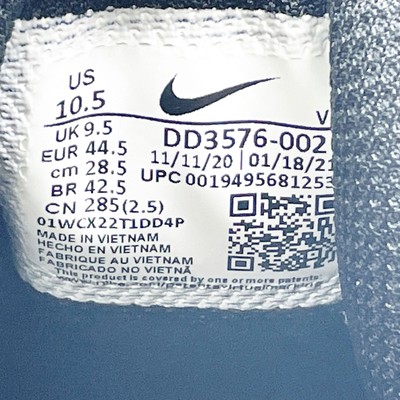 US
10.5
V
UK 9.5
EUR 44.5
cm 28.5
BR 42.5
CN 285(2.5)
DD3576-002
11/11/20 | 01/18/21
UPC 0019495681253
01WCX22T1DD4P
MADE IN VIETNAM
HECHO EN VIETNAM
FABRIQUE AU VIETNAM
FABRICADO NO VIETNÃ
This product is covered by one or more patents: